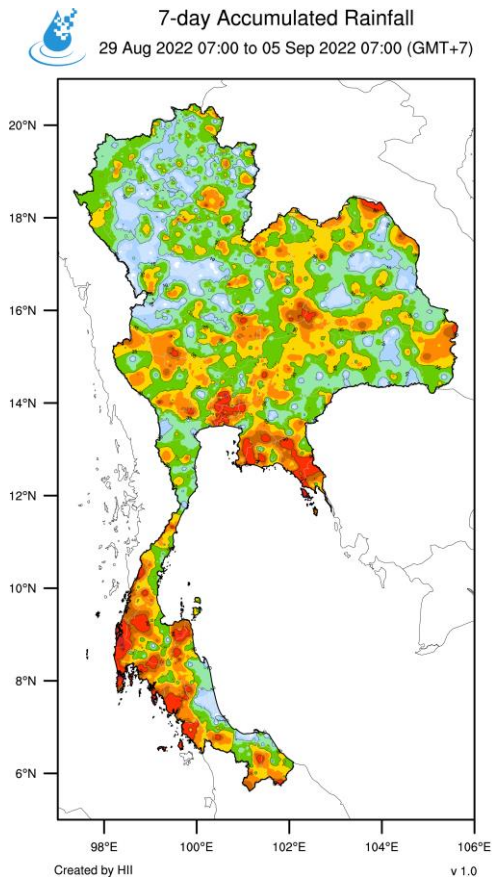 7-day Accumulated Rainfall
29 Aug 2022 07:00 to 05 Sep 2022 07:00 (GMT+7)
20°N
18°N
16°N
14°N
12°N
10°N
8°N
6°N
98°E
100°E
102°E
104°E
106°E
Created by HII
v 1.0